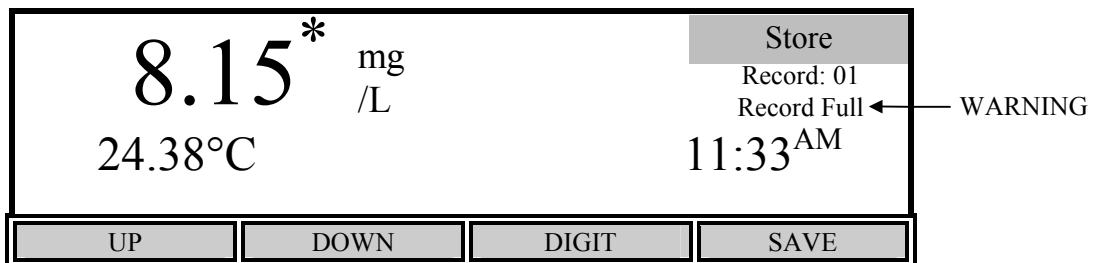 8.15* mg
/L
Store
Record: 01
Record Full
WARNING
24.38°C
11:33AM
UP DOWN DIGIT SAVE